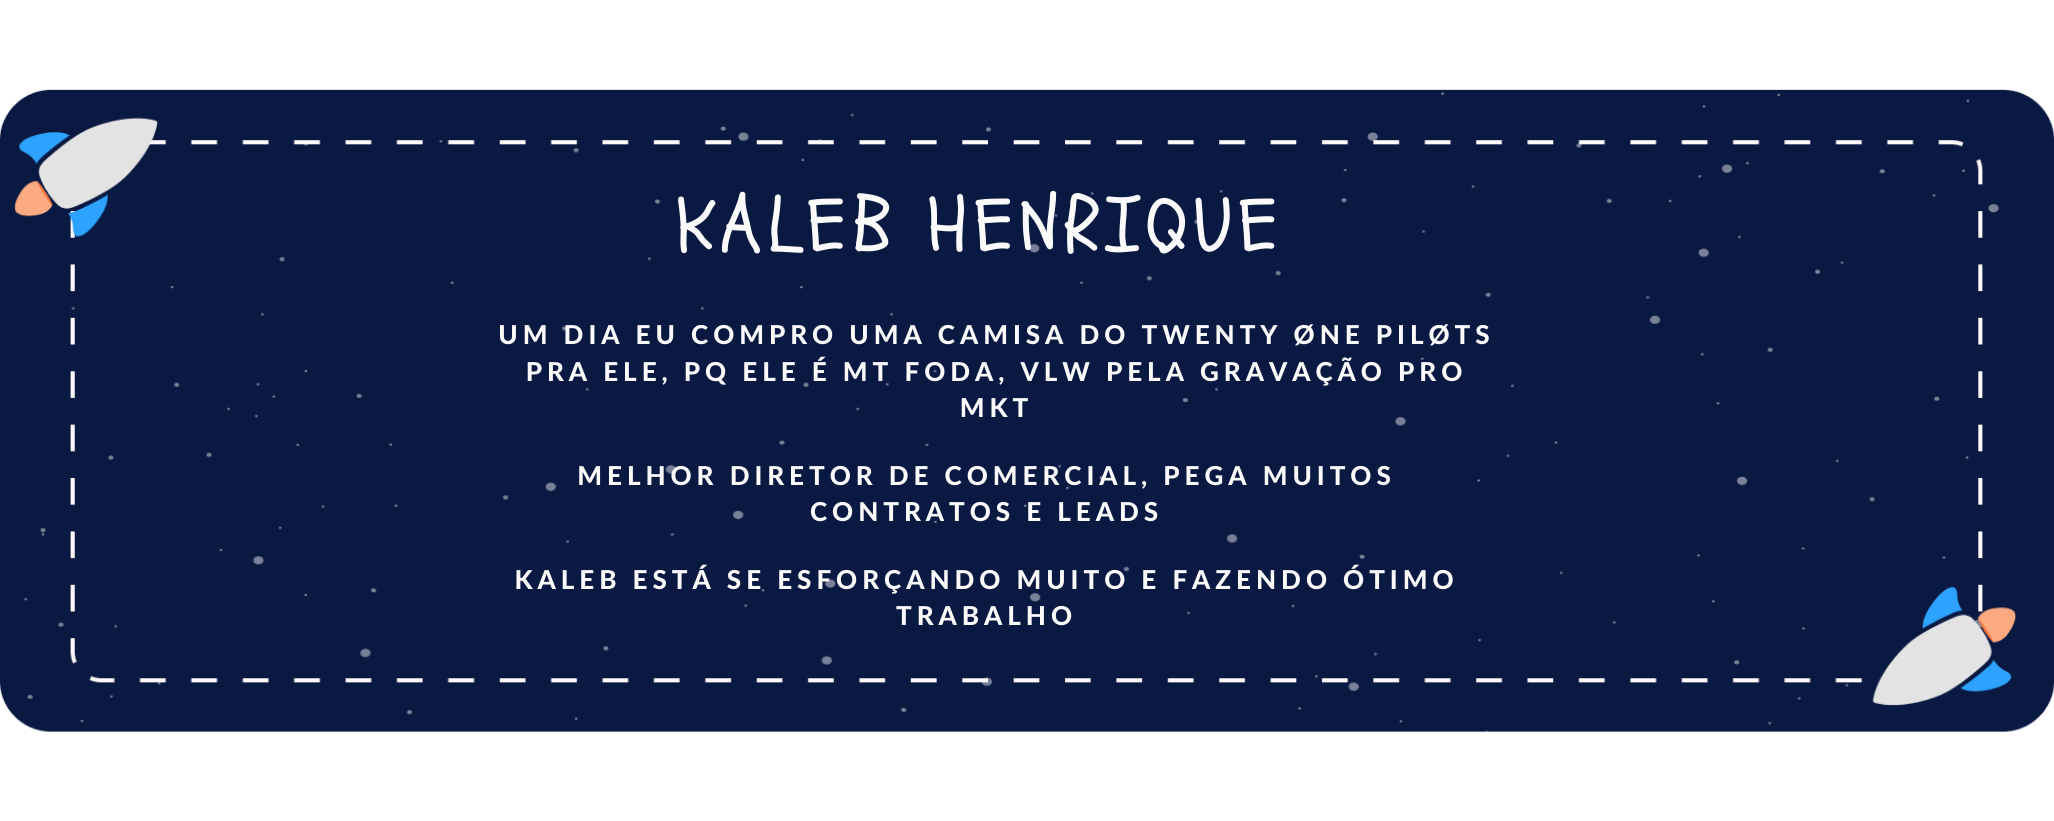 KALEB HENRIQUE
UM DIA EU COMPRO UMA CAMISA DO TWENTY ØNE PILØTS
PRA ELE, PQ ELE É MT FODA, VLW PELA GRAVAÇÃO PRO
MKT
MELHOR DIRETOR DE COMERCIAL, PEGA MUITOS
CONTRATOS E LEADS
KALEB ESTÁ SE ESFORÇANDO MUITO E FAZENDO ÓTIMO
TRABALHO